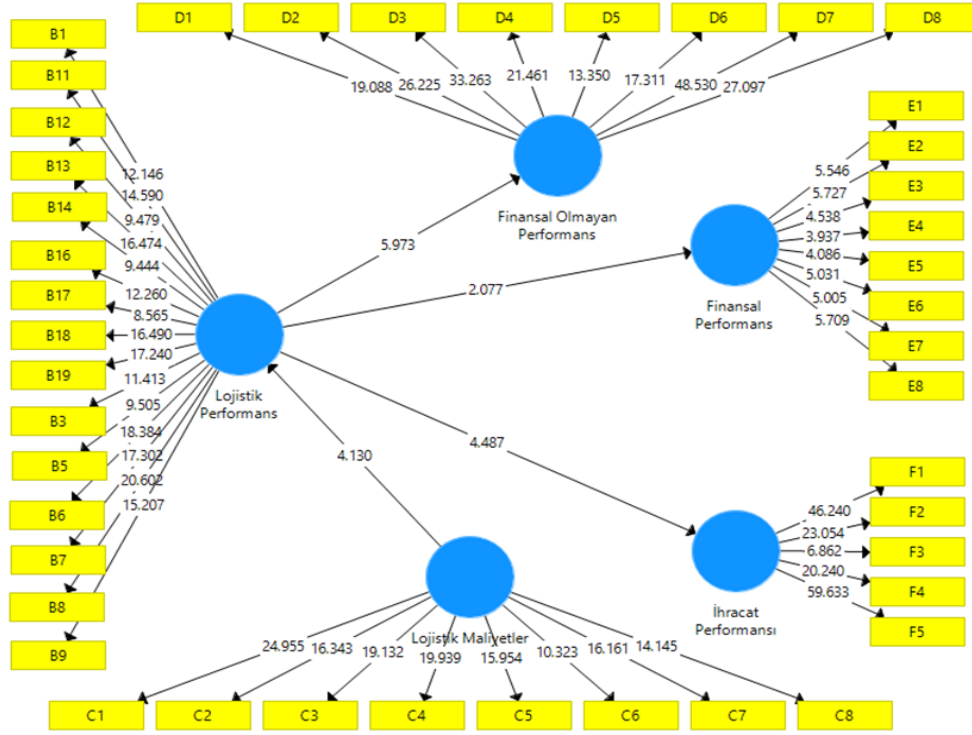 D1
D2
D3
D4
D5
D6
D7
D8
19.088
26.225
33.263
21.461
13.350
17.311
48.530
27.097
Finansal Olmayan
Performans
B1
B11
B12
B13
B14
B16
B17
B18
B19
B3
B5
B6
B7
B8
B9
12.146
14.590
9.479
16.474
9.444
12.260
8.565
16.490
17.240
11.413
9.505
18.384
17.302
20.602
15.207
Lojistik
Performans
5.973
2.077
4.487
4.130
E1
E2
E3
E4
E5
E6
E7
E8
5.546
5.727
4.538
3.937
4.086
5.031
5.005
5.709
Finansal
Performans
F1
F2
F3
F4
F5
46.240
23.054
6.862
20.240
59.633
İhracat
Performansı
Lojistik Maliyetler
24.955
16.343
19.132
19.939
15.954
10.323
16.161
14.145
C1
C2
C3
C4
C5
C6
C7
C8